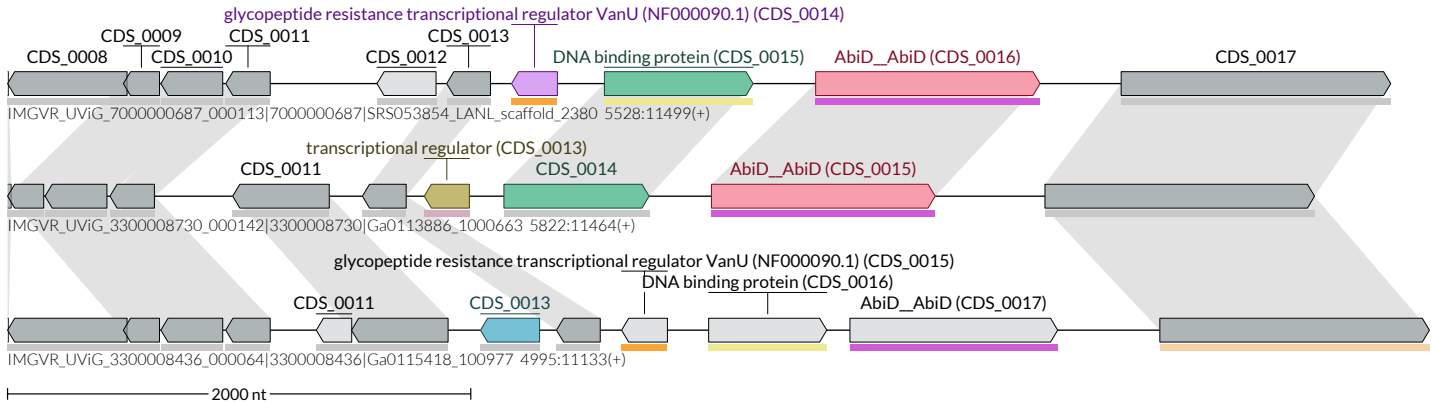 glycopeptide resistance transcriptional regulator VanU (NF000090.1) (CDS_0014)
CDS_0009 CDS_0011 CDS_0013
CDS_0008 CDS_0010 CDS_0012 DNA binding protein (CDS_0015) AbiD__AbiD (CDS_0016) CDS_0017
IMGVR_UViG_7000000687_000113|7000000687|SRS053854_LANL_scaffold_2380 5528:11499(+)
transcriptional regulator (CDS_0013)
CDS_0011 CDS_0014 AbiD__AbiD (CDS_0015)
IMGVR_UViG_3300008730_000142|3300008730|Ga0113886_1000663 5822:11464(+)
glycopeptide resistance transcriptional regulator VanU (NF000090.1) (CDS_0015)
DNA binding protein (CDS_0016)
CDS_0011 CDS_0013 AbiD__AbiD (CDS_0017)
IMGVR_UViG_3300008436_000064|3300008436|Ga0115418_100977 4995:11133(+)
2000 nt